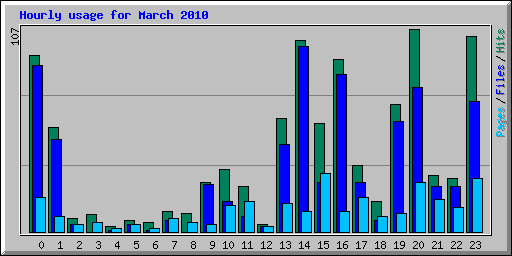 Hourly usage for March 2010
107
Pages / Files / Hits
0 1 2 3 4 5 6 7 8 9 10 11 12 13 14 15 16 17 18 19 20 21 22 23